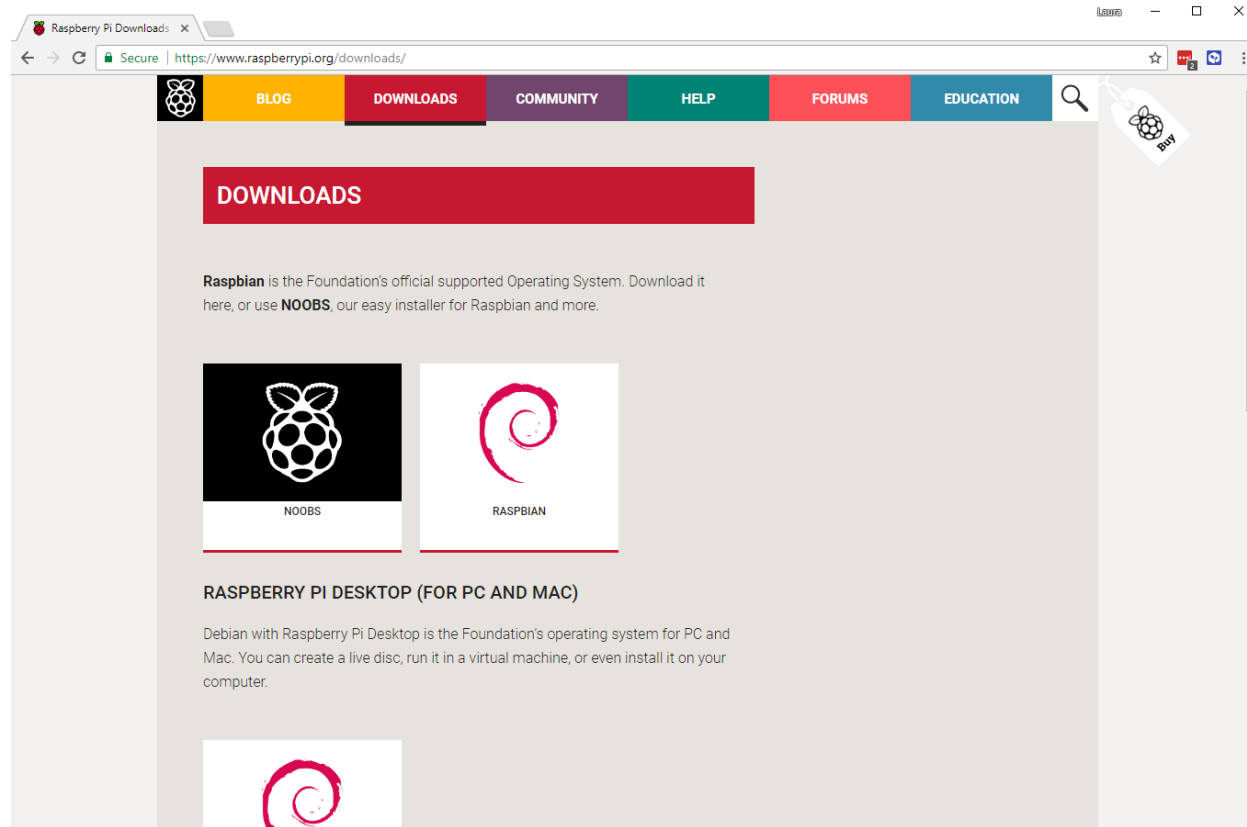 Laura
Raspberry Pi Downloads
Secure | https://www.raspberrypi.org/downloads/
2
BLOG DOWNLOADS COMMUNITY HELP FORUMS EDUCATION
Buy
DOWNLOADS
Raspbian is the Foundation's official supported Operating System. Download it
here, or use NOOBS, our easy installer for Raspbian and more.
NOOBS RASPBIAN
RASPBERRY PI DESKTOP (FOR PC AND MAC)
Debian with Raspberry Pi Desktop is the Foundation's operating system for PC and
Mac. You can create a live disc, run it in a virtual machine, or even install it on your
computer.